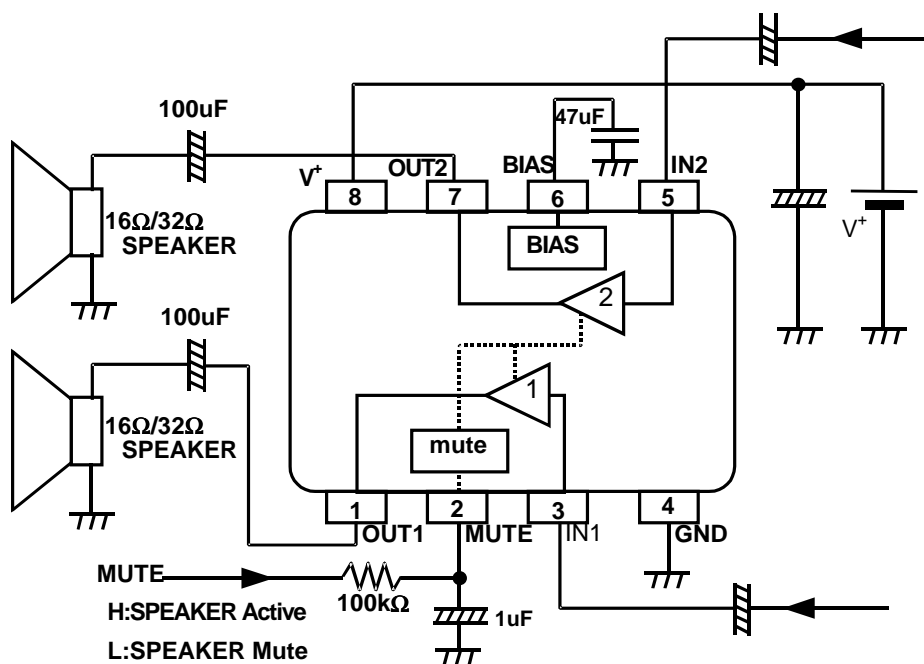 100uF
47uF
V⁺
OUT2
BIAS
IN2
8
7
6
5
16Ω/32Ω
SPEAKER
BIAS
V⁺
2
100uF
1
16Ω/32Ω
SPEAKER
mute
1
2
3
4
OUT1
MUTE
IN1
GND
MUTE
100kΩ
H:SPEAKER Active
1uF
L:SPEAKER Mute